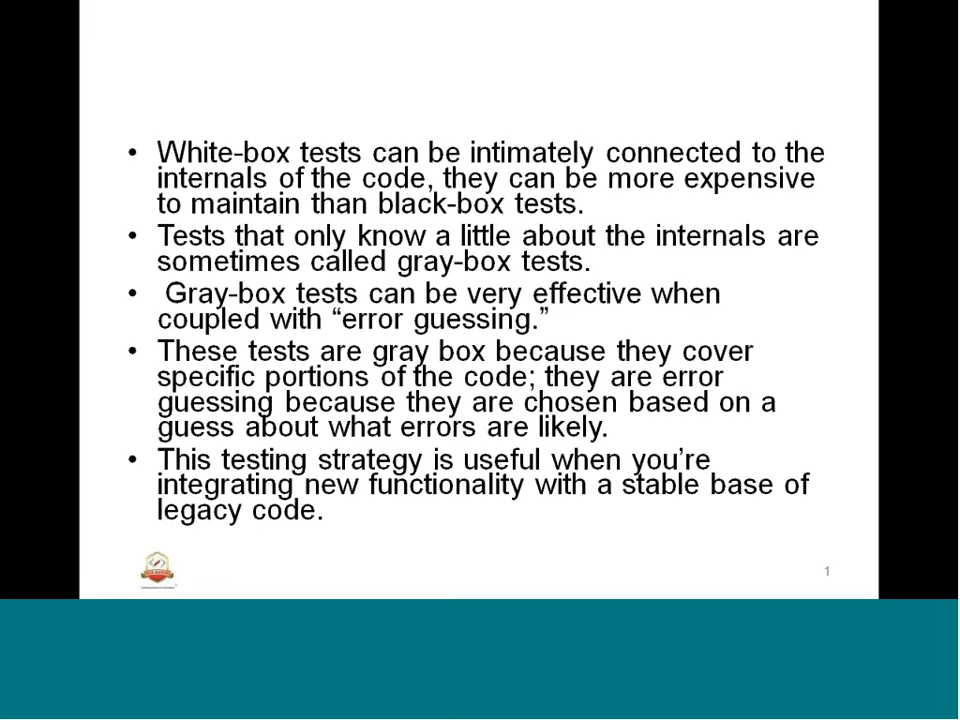 • White-box tests can be intimately connected to the
internals of the code, they can be more expensive
to maintain than black-box tests.
• Tests that only know a little about the internals are
sometimes called gray-box tests.
• Gray-box tests can be very effective when
coupled with “error guessing.”
• These tests are gray box because they cover
specific portions of the code; they are error
guessing because they are chosen based on a
guess about what errors are likely.
• This testing strategy is useful when you’re
integrating new functionality with a stable base of
legacy code.
1